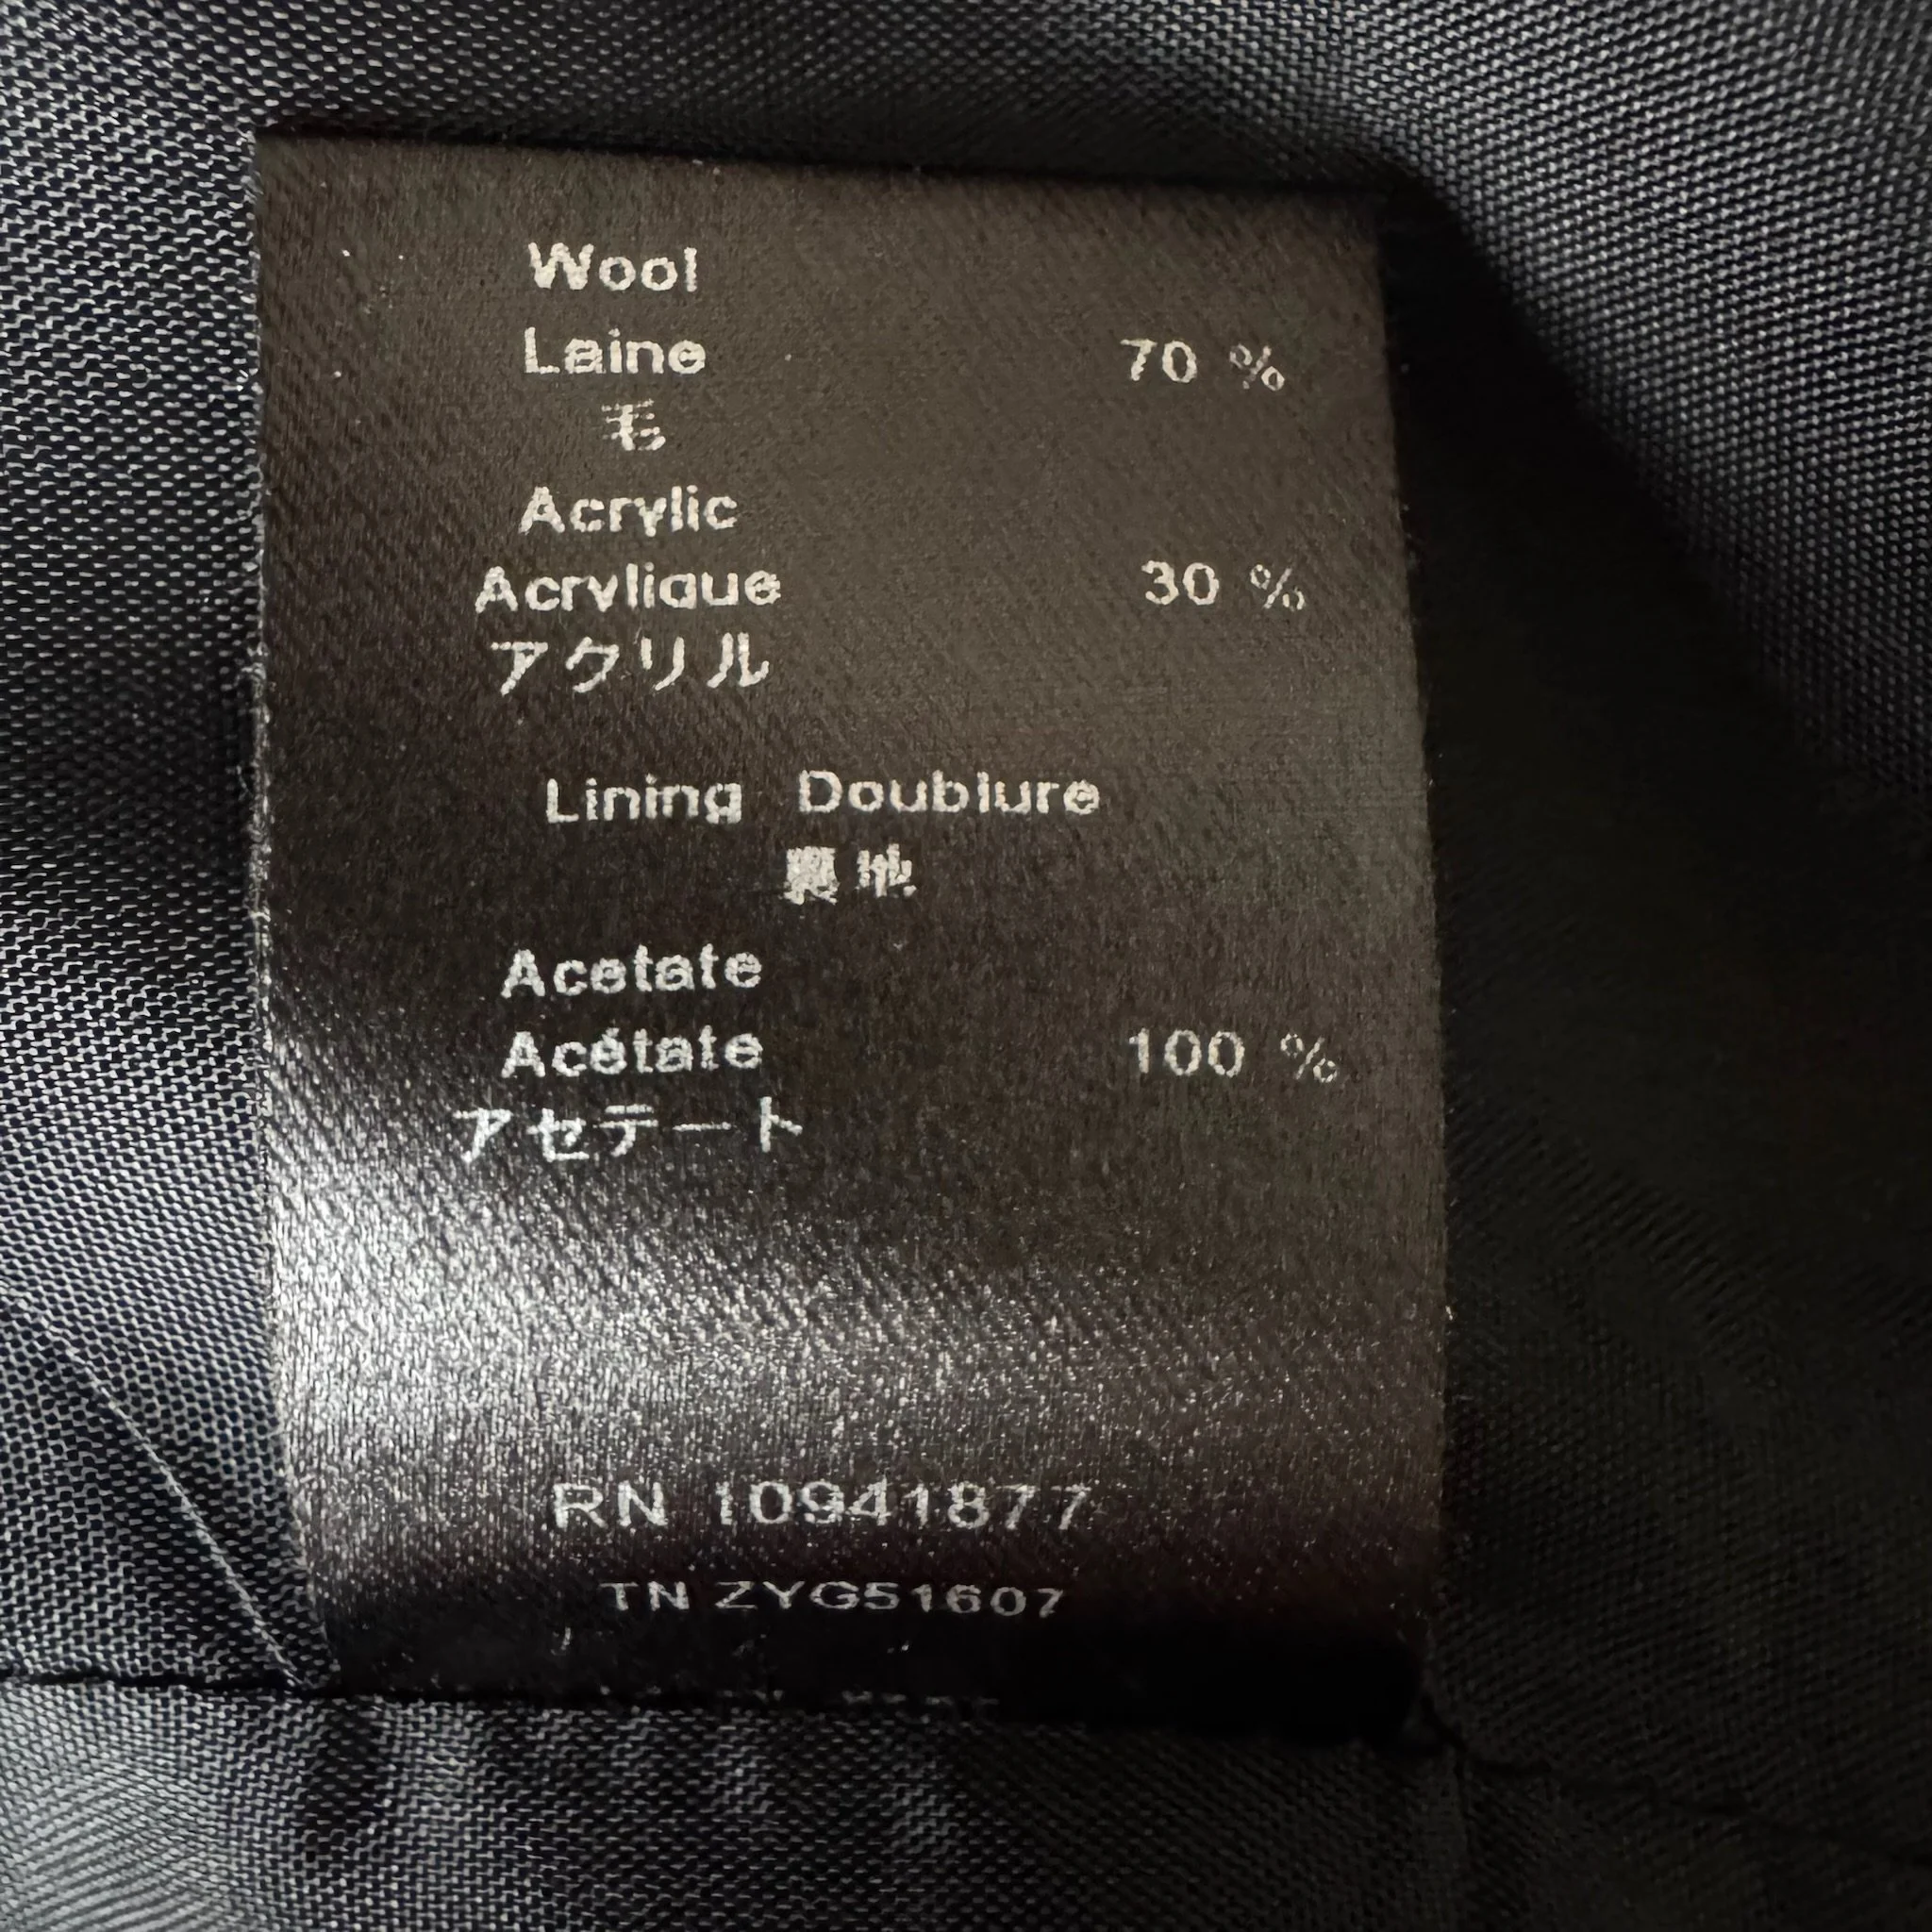 Wool
Laine 70 %
毛
Acrylic
Acrylique 30 %
アクリル
Lining Doublure
裏地
Acetate
Acétate 100 %
アセテート
RN 10941877
TN ZYG51607